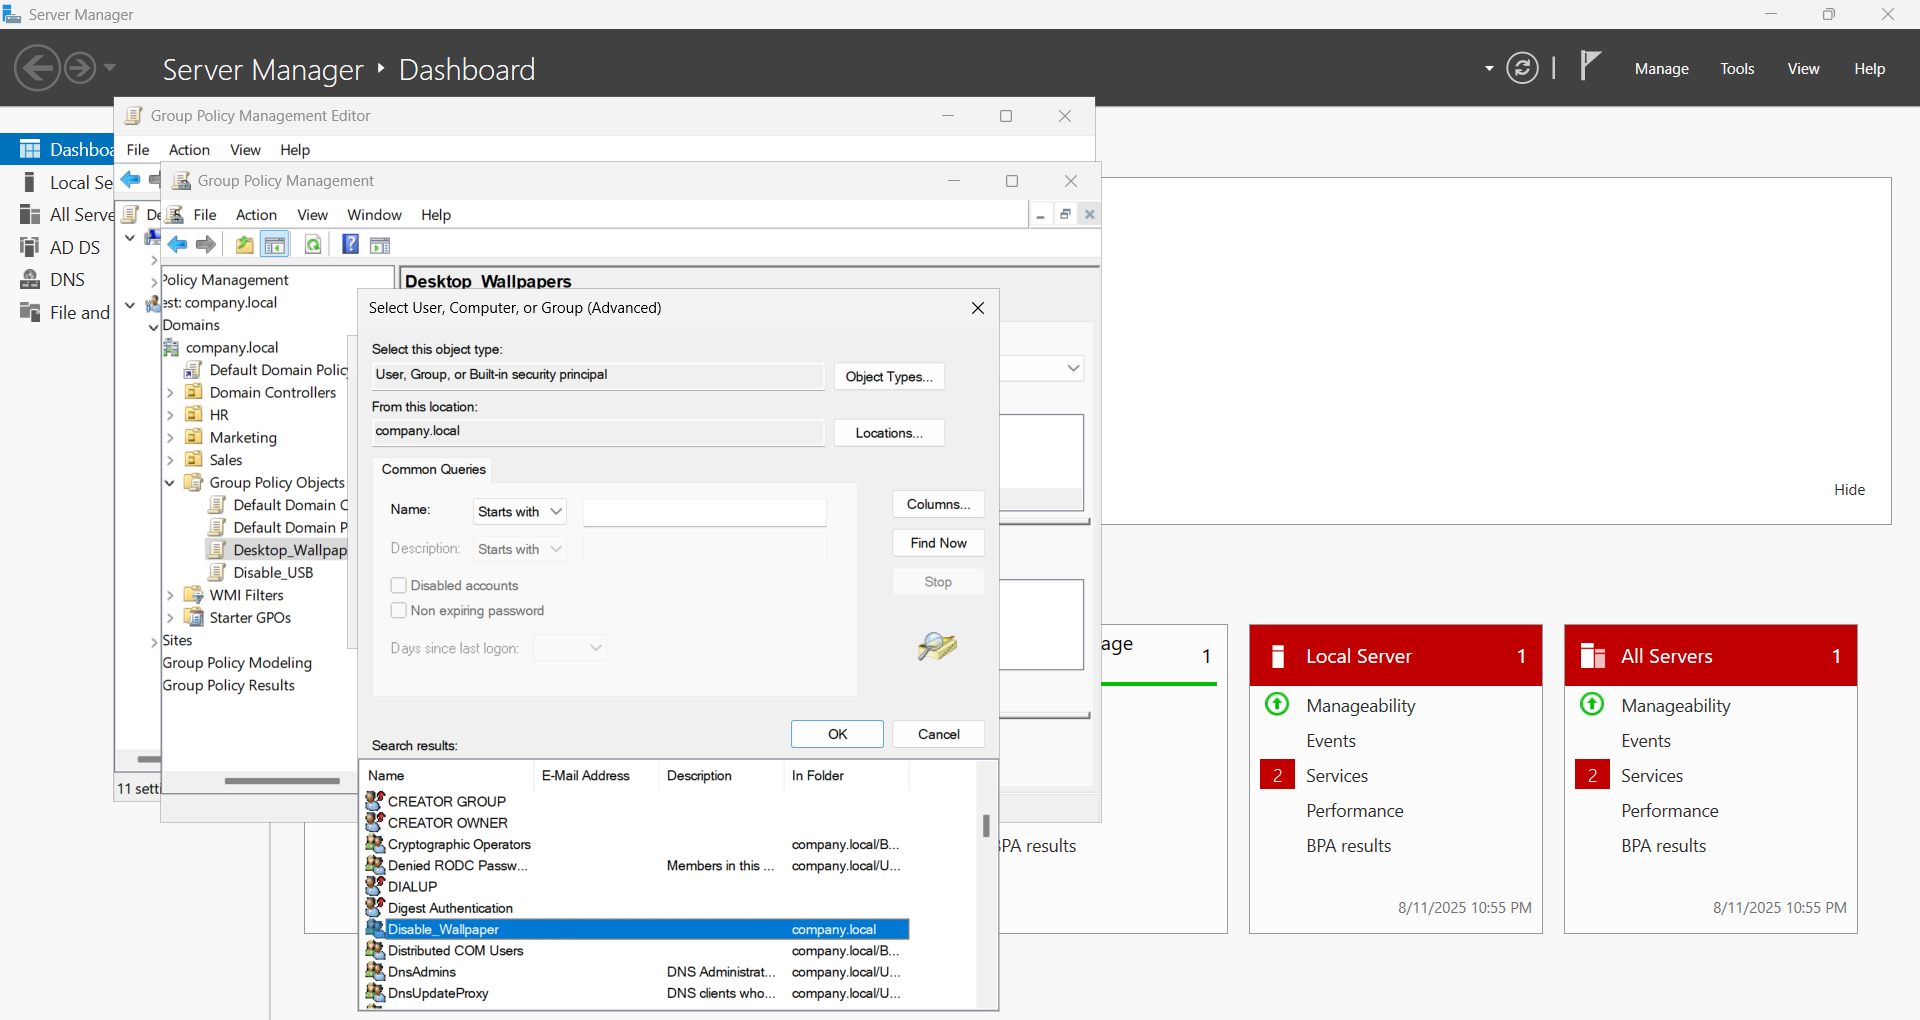 Server Manager
Server Manager ‣ Dashboard
Manage Tools View Help
Group Policy Management Editor
File Action View Help
Group Policy Management
File Action View Window Help
Dashboa
Local Se
All Serve
AD DS
DNS
File and
De
11 setti
Policy Management
est: company.local
Domains
company.local
Default Domain Polic
Domain Controllers
HR
Marketing
Sales
Group Policy Objects
Default Domain C
Default Domain P
Desktop_Wallpap
Disable_USB
WMI Filters
Starter GPOs
Sites
Group Policy Modeling
Group Policy Results
Desktop_Wallpapers
Select User, Computer, or Group (Advanced)
Select this object type:
User, Group, or Built-in security principal
Object Types...
From this location:
company.local
Locations...
Common Queries
Name: Starts with
Description: Starts with
Disabled accounts
Non expiring password
Days since last logon:
Columns...
Find Now
Stop
OK Cancel
Search results:
Name E-Mail Address Description In Folder
CREATOR GROUP
CREATOR OWNER
Cryptographic Operators company.local/B...
Denied RODC Passw... Members in this ... company.local/U...
DIALUP
Digest Authentication
Disable_Wallpaper company.local
Distributed COM Users company.local/B...
DnsAdmins DNS Administrat... company.local/U...
DnsUpdateProxy DNS clients who... company.local/U...
Hide
age 1
BPA results
Local Server 1
Manageability
Events
2 Services
Performance
BPA results
8/11/2025 10:55 PM
All Servers 1
Manageability
Events
2 Services
Performance
BPA results
8/11/2025 10:55 PM